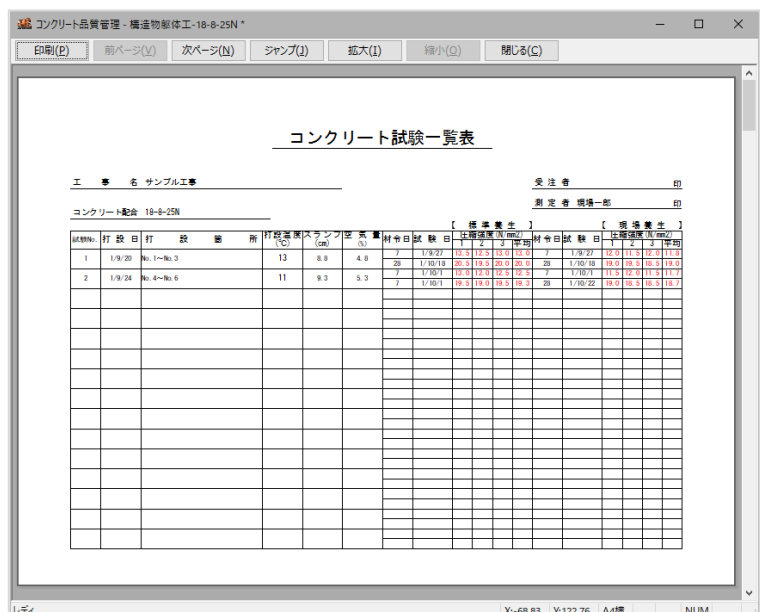 コンクリート品質管理 - 構造物躯体工-18-8-25N *
印刷(P) 前ページ(V) 次ページ(N) ジャンプ(J) 拡大(I) 縮小(O) 閉じる(C)
コンクリート試験一覧表
工 事 名 サンプル工事 受 注 者 印
測 定 者 現場一郎 印
コンクリート配合 18-8-25N
【 標 準 養 生 】 【 現 場 養 生 】
試験No. 打 設 日 打 設 箇 所 打設温度(℃) スランプ(cm) 空 気 量(%) 材令日 試 験 日 圧縮強度(N/mm2) 材令日 試 験 日 圧縮強度(N/mm2)
1 2 3 平均 1 2 3 平均
1 1/9/20 No.1～No.3 13 8.8 4.8 7 1/9/27 13.5 12.5 13.0 13.0 7 1/9/27 12.0 11.5 12.0 11.8
28 1/10/18 20.5 19.5 20.0 20.0 28 1/10/18 19.0 19.5 18.5 19.0
2 1/9/24 No.4～No.6 11 9.3 5.3 7 1/10/1 13.0 12.0 12.5 12.5 7 1/10/1 11.5 12.0 11.5 11.7
7 1/10/1 19.5 19.0 19.5 19.3 28 1/10/22 19.0 18.5 18.5 18.7
レディ X:-68.83 Y:122.76 A4横 NUM